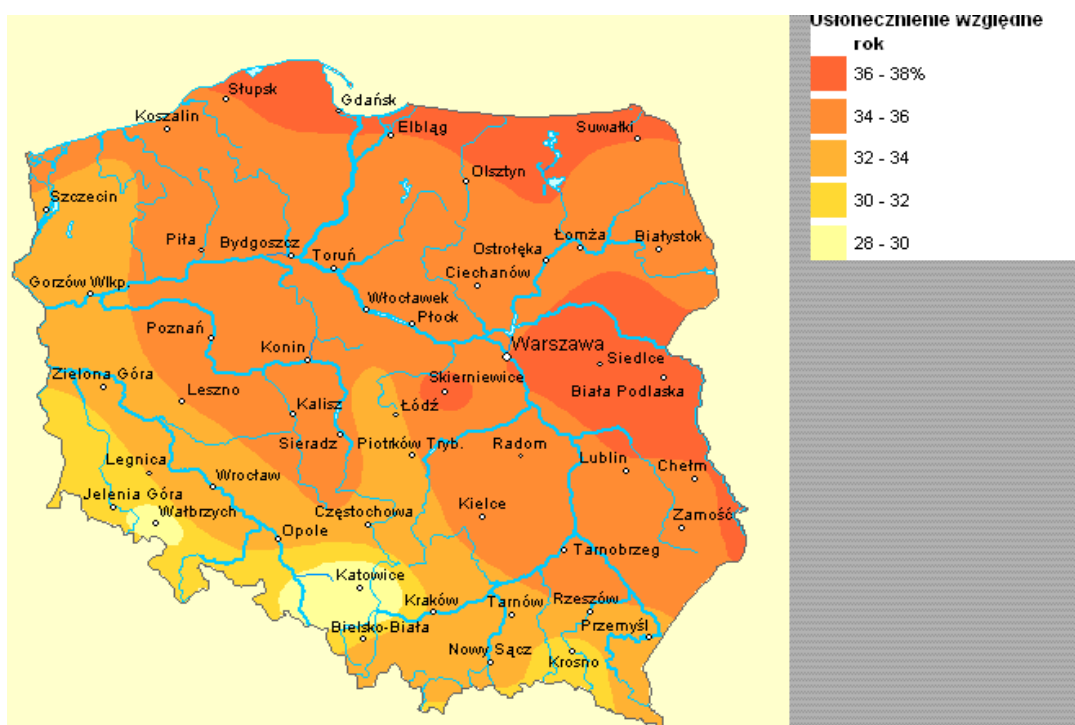 Usłonecznienie względne
rok
36 - 38%
34 - 36
32 - 34
30 - 32
28 - 30
Słupsk
Gdańsk
Koszalin
Elbląg
Suwałki
Olsztyn
Szczecin
Piła
Bydgoszcz
Toruń
Ostrołęka
Łomża
Białystok
Ciechanów
Gorzów Wlkp.
Włocławek
Płock
Poznań
Konin
Warszawa
Siedlce
Zielona Góra
Leszno
Skierniewice
Biała Podlaska
Kalisz
Łódź
Sieradz
Piotrków Tryb.
Radom
Lublin
Chełm
Legnica
Wrocław
Jelenia Góra
Wałbrzych
Częstochowa
Kielce
Zamość
Opole
Tarnobrzeg
Katowice
Kraków
Tarnów
Rzeszów
Bielsko-Biała
Przemyśl
Nowy Sącz
Krosno